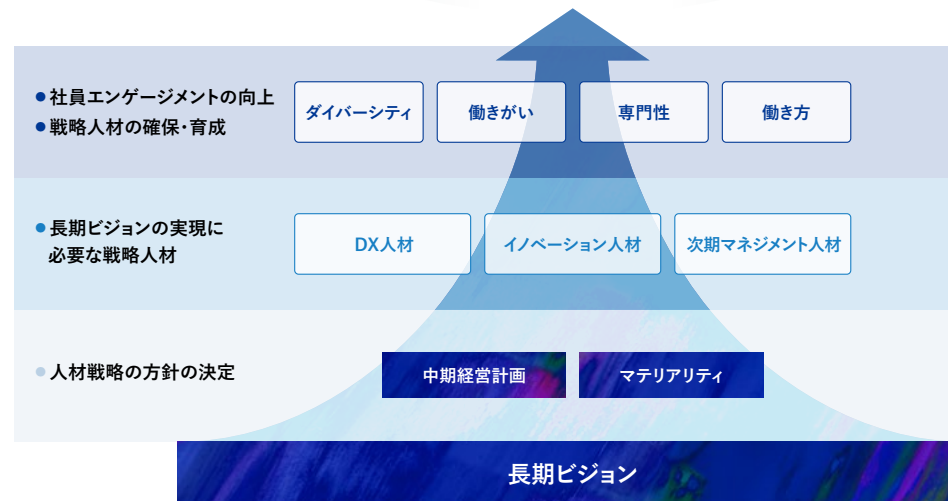 ●社員エンゲージメントの向上
●戦略人材の確保・育成
ダイバーシティ
働きがい
専門性
働き方
●長期ビジョンの実現に
必要な戦略人材
DX人材
イノベーション人材
次期マネジメント人材
●人材戦略の方針の決定
中期経営計画
マテリアリティ
長期ビジョン